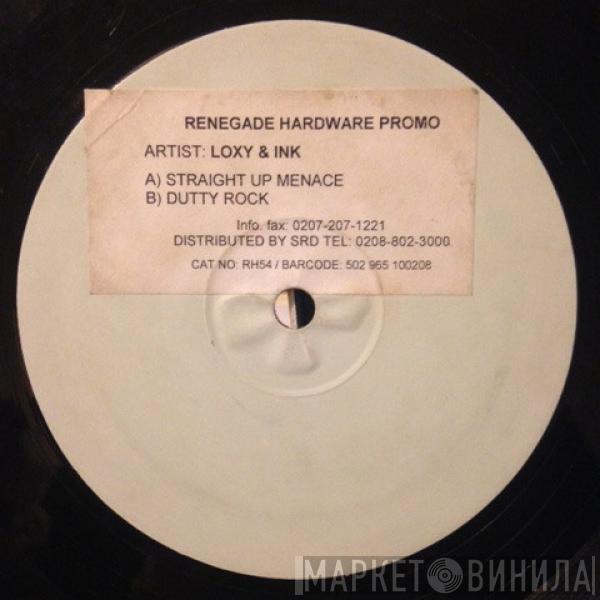 RENEGADE HARDWARE PROMO
ARTIST: LOXY & INK
A) STRAIGHT UP MENACE
B) DUTTY ROCK
Info. fax: 0207-207-1221
DISTRIBUTED BY SRD TEL: 0208-802-3000
CAT NO: RH54 / BARCODE: 502 965 100208
МАРКЕТ ВИНИЛА